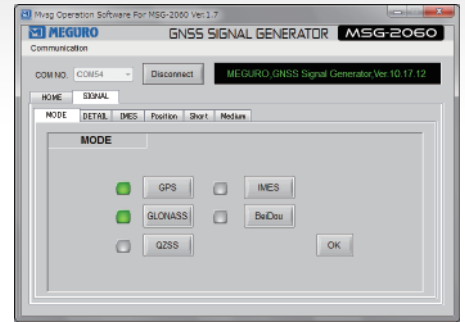 Mvsg Operation Software For MSG-2060 Ver.1.7
MEGURO GNSS SIGNAL GENERATOR MSG-2060
Communication
COM NO. COM54 Disconnect MEGURO,GNSS Signal Generator,Ver.10.17.12
HOME SIGNAL
MODE DETAIL IMES Position Short Medium
MODE
GPS IMES
GLONASS BeiDou
QZSS OK